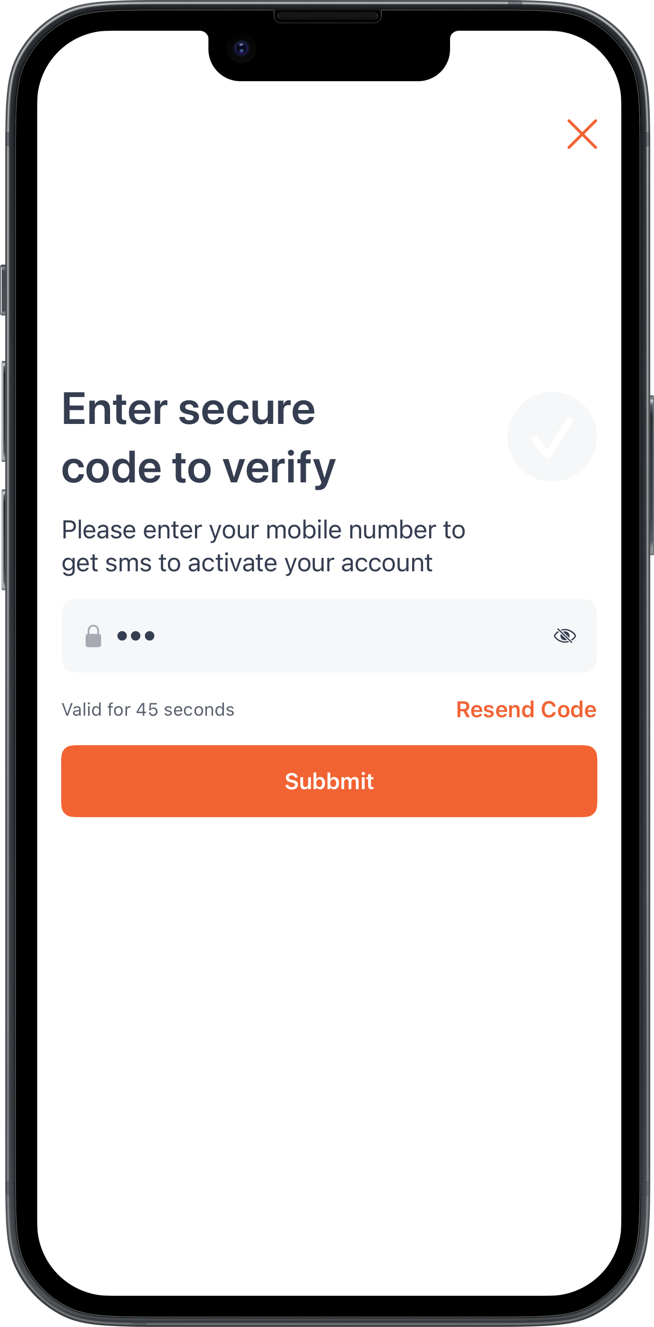 Enter secure
code to verify
Please enter your mobile number to
get sms to activate your account
•••
Valid for 45 seconds
Resend Code
Subbmit